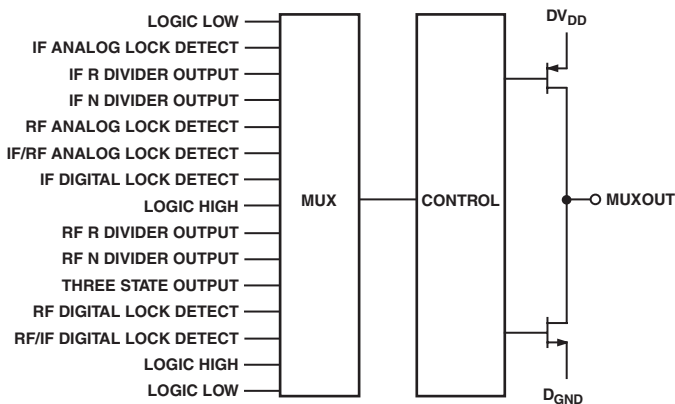 LOGIC LOW
IF ANALOG LOCK DETECT
IF R DIVIDER OUTPUT
IF N DIVIDER OUTPUT
RF ANALOG LOCK DETECT
IF/RF ANALOG LOCK DETECT
IF DIGITAL LOCK DETECT
LOGIC HIGH
RF R DIVIDER OUTPUT
RF N DIVIDER OUTPUT
THREE STATE OUTPUT
RF DIGITAL LOCK DETECT
RF/IF DIGITAL LOCK DETECT
LOGIC HIGH
LOGIC LOW
MUX
CONTROL
DVDD
MUXOUT
DGND